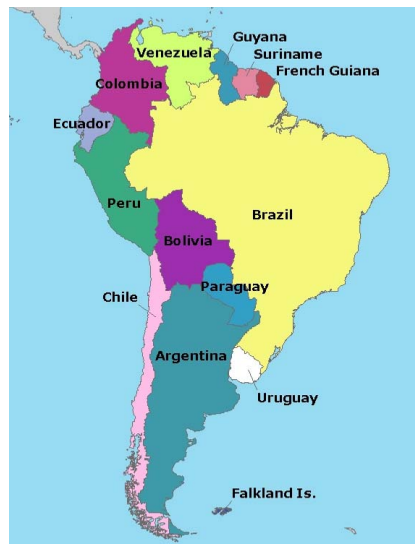 Guyana
Venezuela
Suriname
French Guiana
Colombia
Ecuador
Peru
Brazil
Bolivia
Paraguay
Chile
Argentina
Uruguay
Falkland Is.